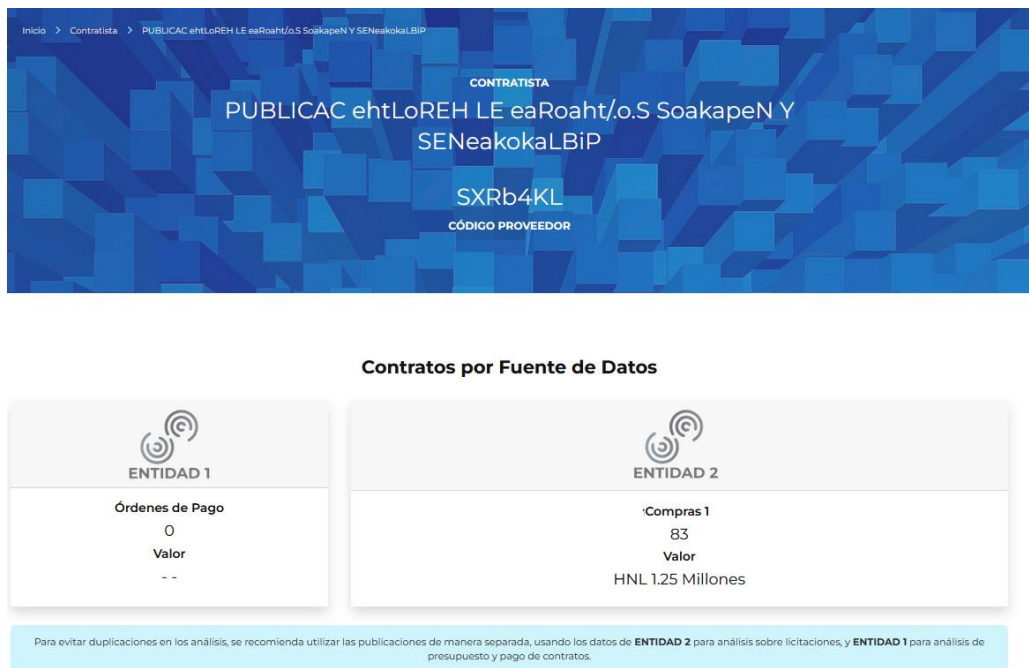 Inicio > Contratista > PUBLICAC ehtLoREH LE eaRoaht/o.S SoakapeN Y SENeakokaLBiP
CONTRATISTA
PUBLICAC ehtLoREH LE eaRoaht/.o.S SoakapeN Y
SENeakokaLBiP
SXRb4KL
CÓDIGO PROVEEDOR
Contratos por Fuente de Datos
ENTIDAD 1
Órdenes de Pago
0
Valor
- -
ENTIDAD 2
Compras 1
83
Valor
HNL 1.25 Millones
Para evitar duplicaciones en los análisis, se recomienda utilizar las publicaciones de manera separada, usando los datos de ENTIDAD 2 para análisis sobre licitaciones, y ENTIDAD 1 para análisis de
presupuesto y pago de contratos.